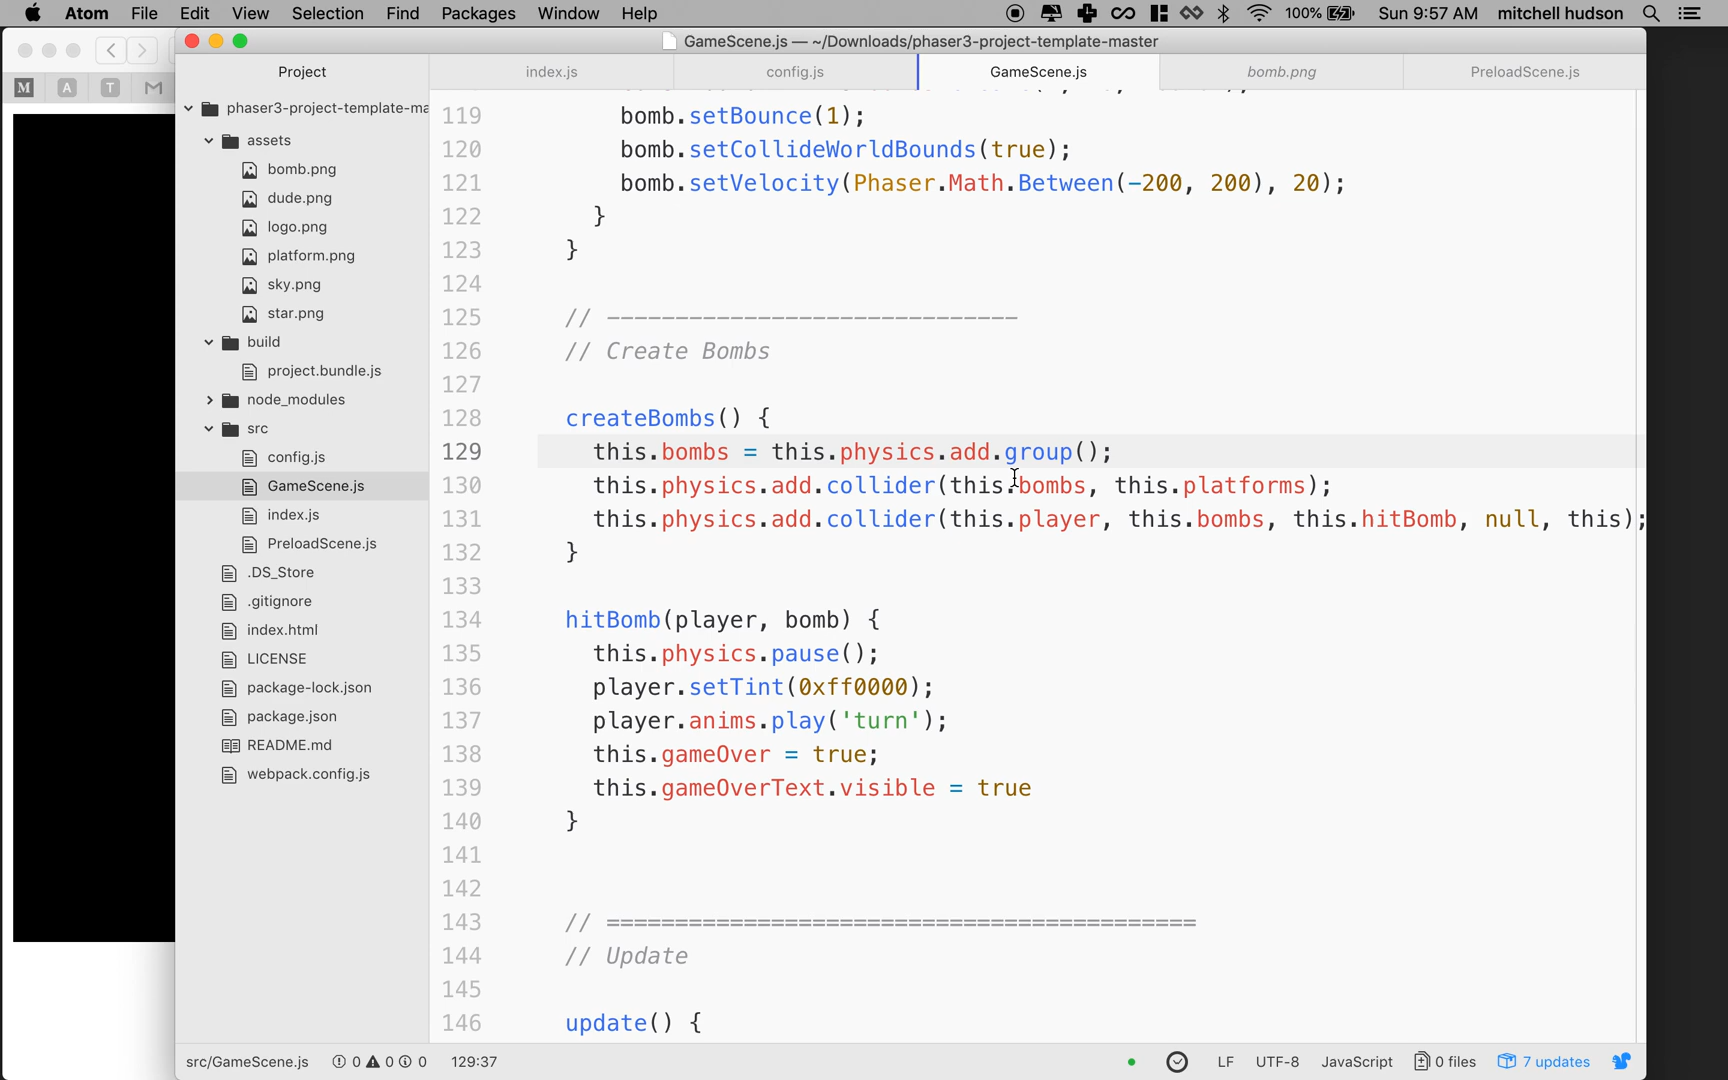 Atom File Edit View Selection Find Packages Window Help 100% Sun 9:57 AM mitchell hudson
GameScene.js — ~/Downloads/phaser3-project-template-master
M A T M
Project index.js config.js GameScene.js bomb.png PreloadScene.js
phaser3-project-template-ma
assets
bomb.png
dude.png
logo.png
platform.png
sky.png
star.png
build
project.bundle.js
node_modules
src
config.js
GameScene.js
index.js
PreloadScene.js
.DS_Store
.gitignore
index.html
LICENSE
package-lock.json
package.json
README.md
webpack.config.js
119 bomb.setBounce(1);
120 bomb.setCollideWorldBounds(true);
121 bomb.setVelocity(Phaser.Math.Between(-200, 200), 20);
122 }
123 }
124
125 // ------------------------------
126 // Create Bombs
127
128 createBombs() {
129 this.bombs = this.physics.add.group();
130 this.physics.add.collider(this.bombs, this.platforms);
131 this.physics.add.collider(this.player, this.bombs, this.hitBomb, null, this);
132 }
133
134 hitBomb(player, bomb) {
135 this.physics.pause();
136 player.setTint(0xff0000);
137 player.anims.play('turn');
138 this.gameOver = true;
139 this.gameOverText.visible = true
140 }
141
142
143 // ===========================================
144 // Update
145
146 update() {
src/GameScene.js 0 0 0 129:37 LF UTF-8 JavaScript 0 files 7 updates